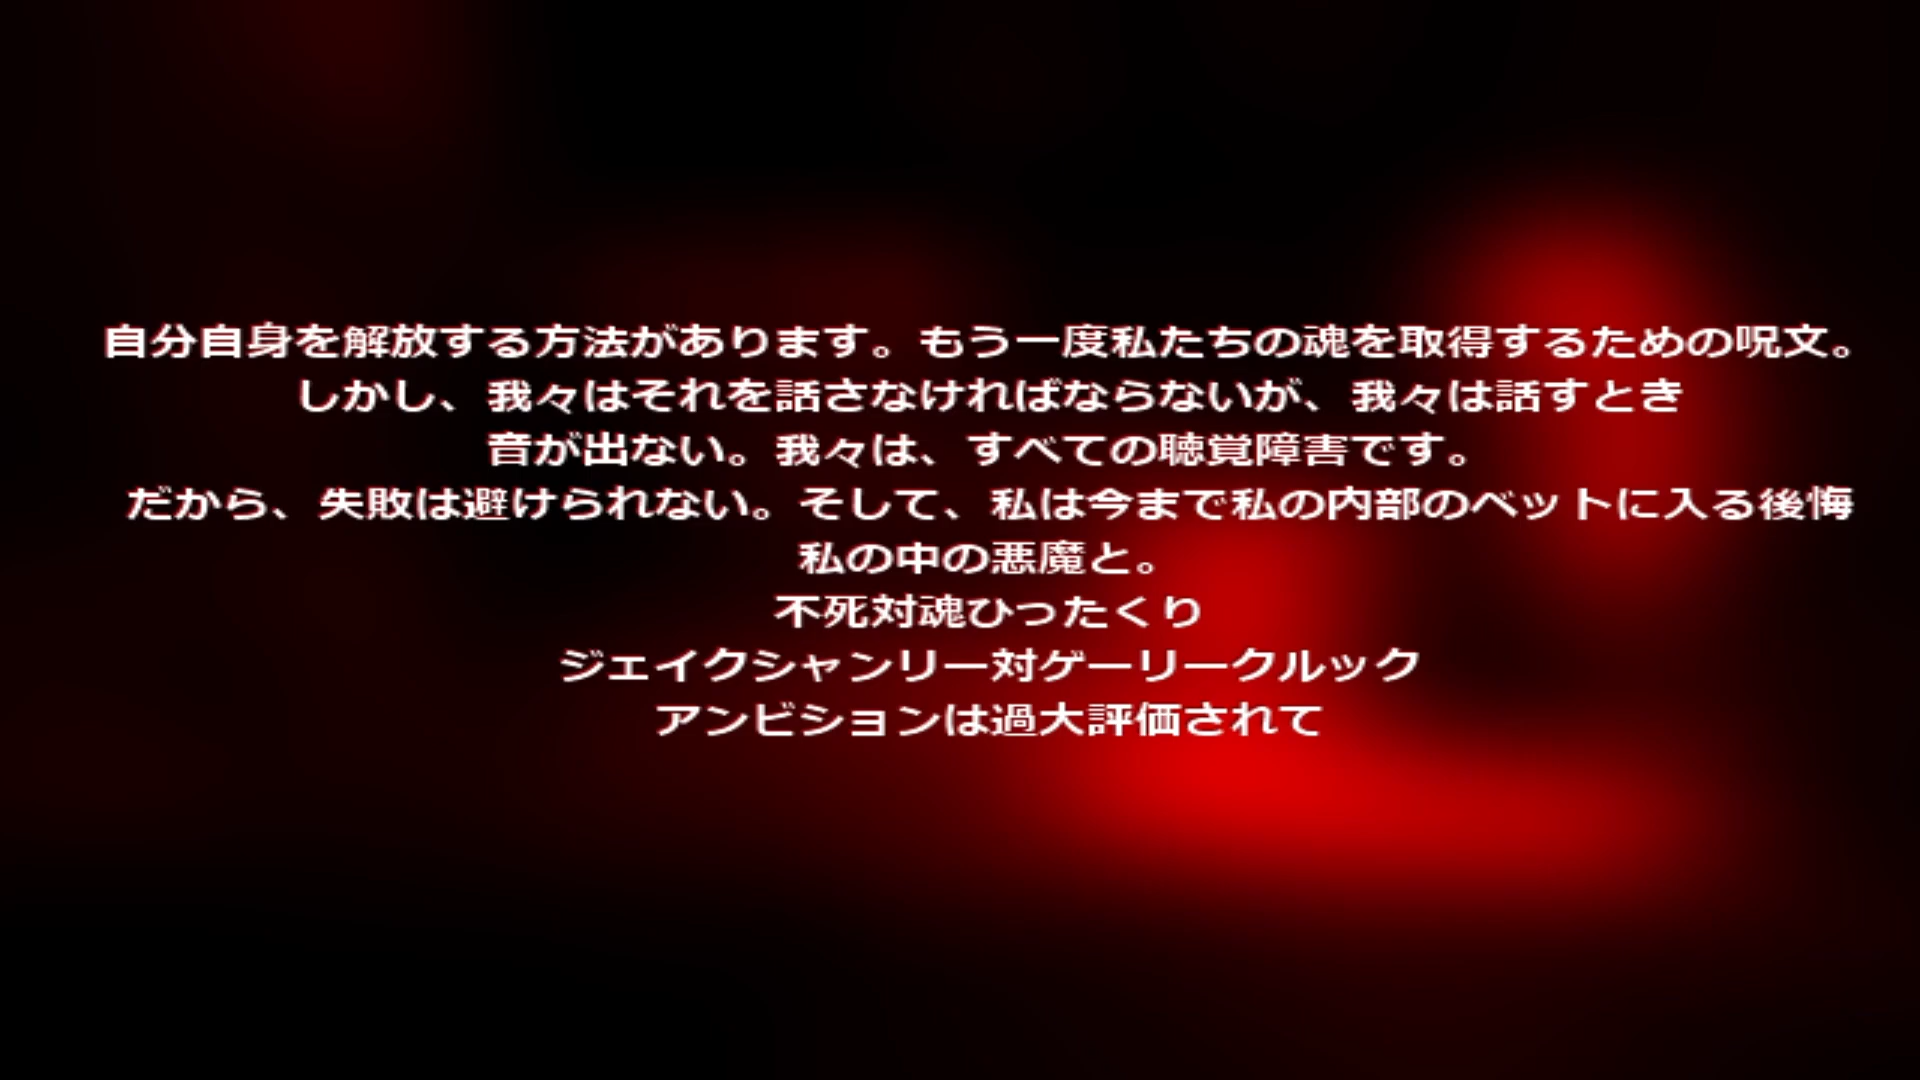 自分自身を解放する方法があります。もう一度私たちの魂を取得するための呪文。
しかし、我々はそれを話さなければならないが、我々は話すとき
音が出ない。我々は、すべての聴覚障害です。
だから、失敗は避けられない。そして、私は今まで私の内部のベットに入る後悔
私の中の悪魔と。
不死対魂ひったくり
ジェイクシャンリー対ゲーリークルック
アンビションは過大評価されて